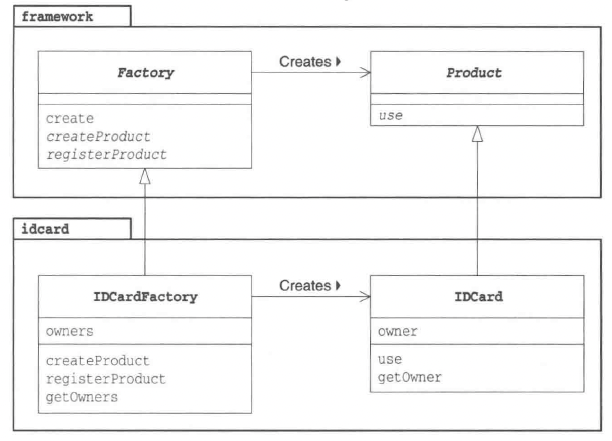 framework
Factory
Creates ▶
Product
create
createProduct
registerProduct
use
idcard
IDCardFactory
Creates ▶
IDCard
owners
owner
createProduct
registerProduct
getOwners
use
getOwner